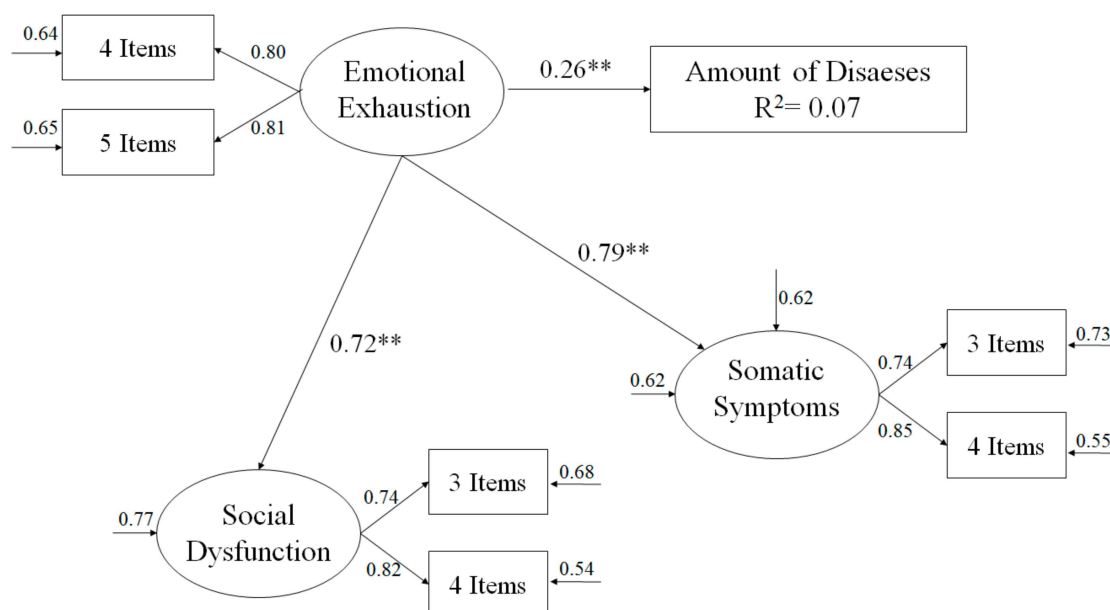 0.64
4 Items
0.80
Emotional
Exhaustion
0.26**
Amount of Disaeses
R²= 0.07
0.65
5 Items
0.81
0.79**
0.72**
0.62
0.62
Somatic
Symptoms
0.74
3 Items
0.73
0.85
4 Items
0.55
0.77
Social
Dysfunction
0.74
3 Items
0.68
0.82
4 Items
0.54